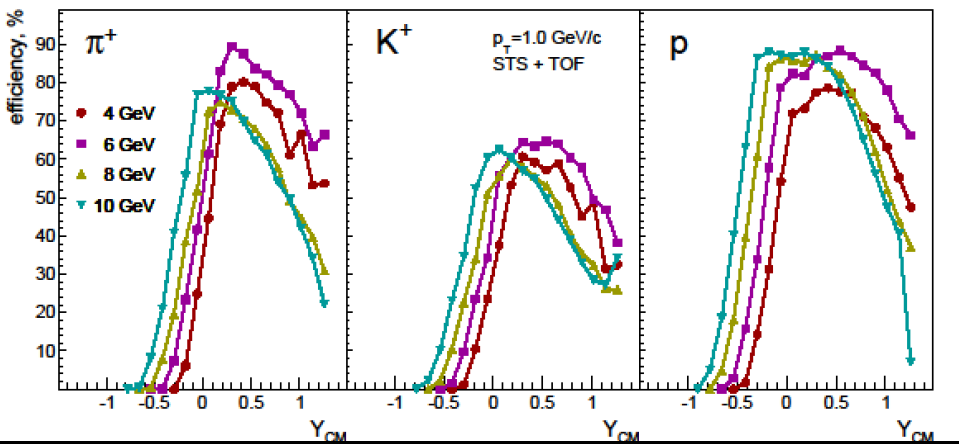 efficiency, %
90
80
70
60
50
40
30
20
10
π+
4 GeV
6 GeV
8 GeV
10 GeV
K+
pT=1.0 GeV/c
STS + TOF
p
-1 -0.5 0 0.5 1
YCM
-1 -0.5 0 0.5 1
YCM
-1 -0.5 0 0.5 1
YCM